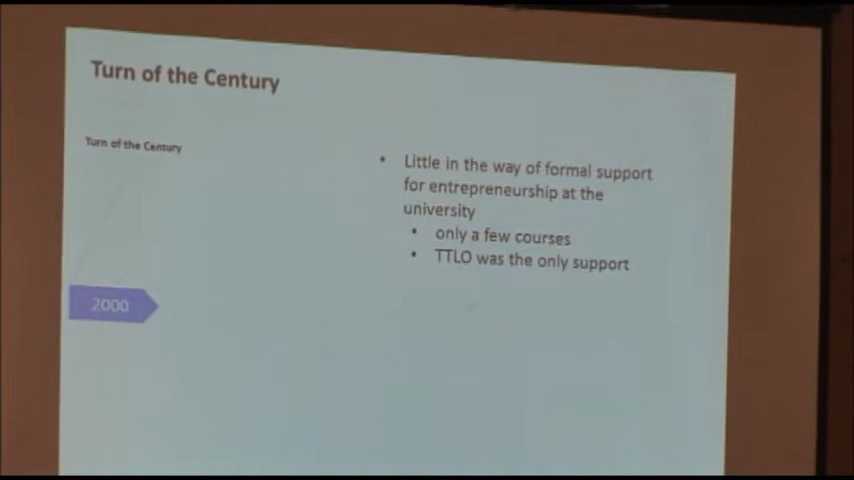 Turn of the Century
Turn of the Century
• Little in the way of formal support
for entrepreneurship at the
university
• only a few courses
• TTLO was the only support
2000